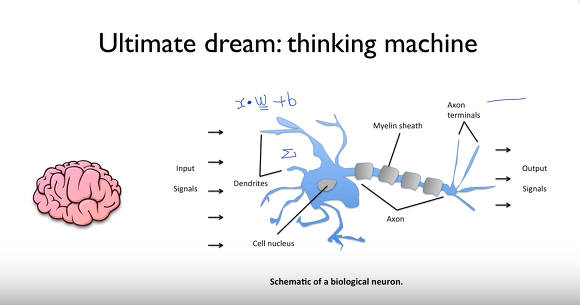 Ultimate dream: thinking machine
x • w + b
Axon
terminals
Myelin sheath
Σ
Input
Signals
Dendrites
Output
Signals
Axon
Cell nucleus
Schematic of a biological neuron.